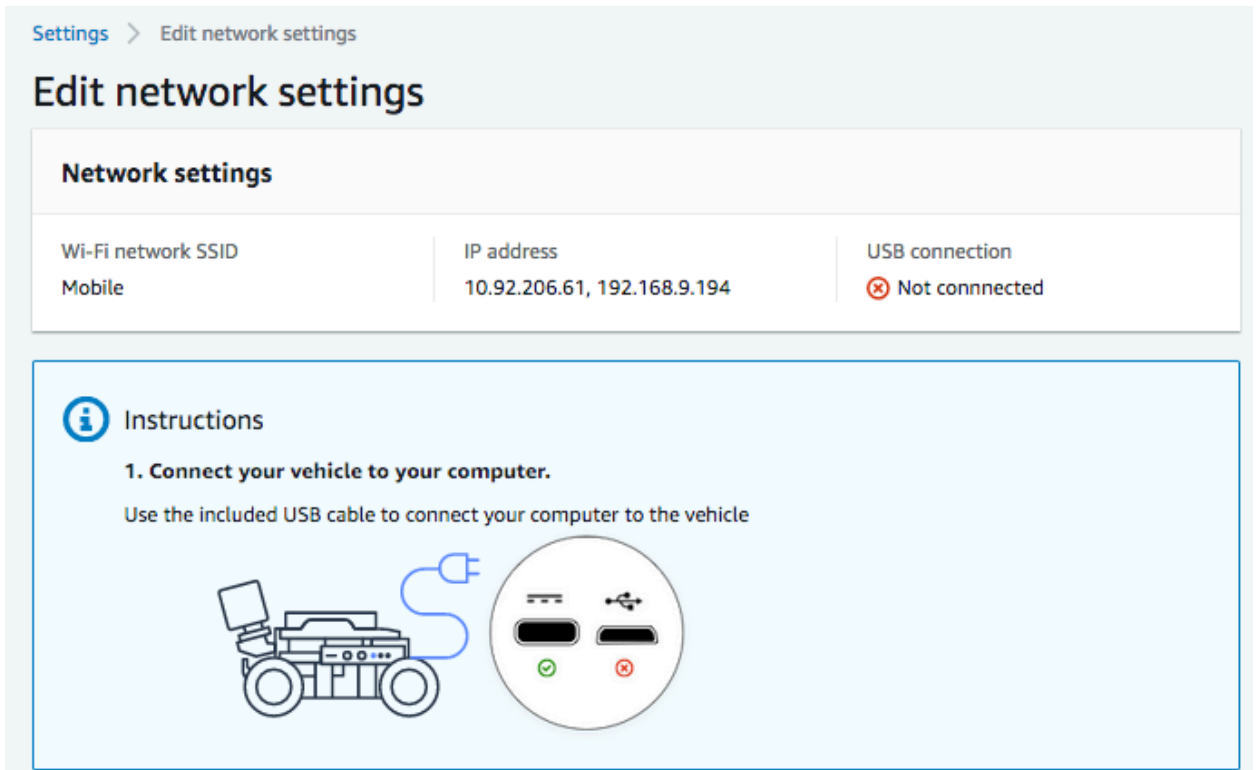 Settings > Edit network settings
Edit network settings
Network settings
Wi-Fi network SSID
Mobile
IP address
10.92.206.61, 192.168.9.194
USB connection
Not connnected
Instructions
1. Connect your vehicle to your computer.
Use the included USB cable to connect your computer to the vehicle